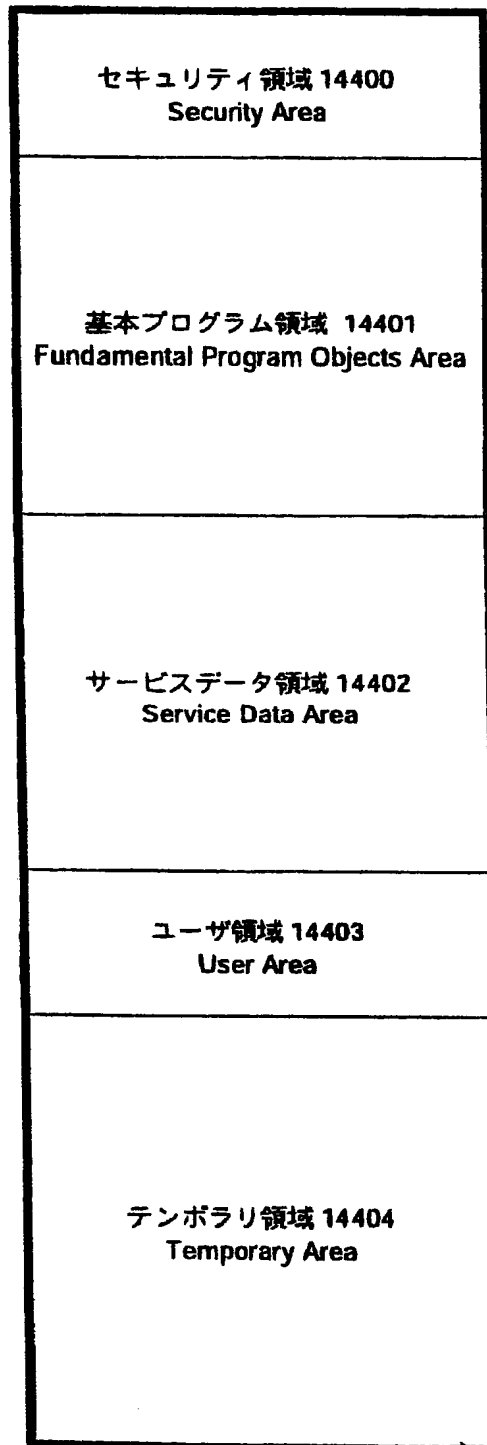 セキュリティ領域 14400
Security Area
基本プログラム領域 14401
Fundamental Program Objects Area
サービスデータ領域 14402
Service Data Area
ユーザ領域 14403
User Area
テンポラリ領域 14404
Temporary Area